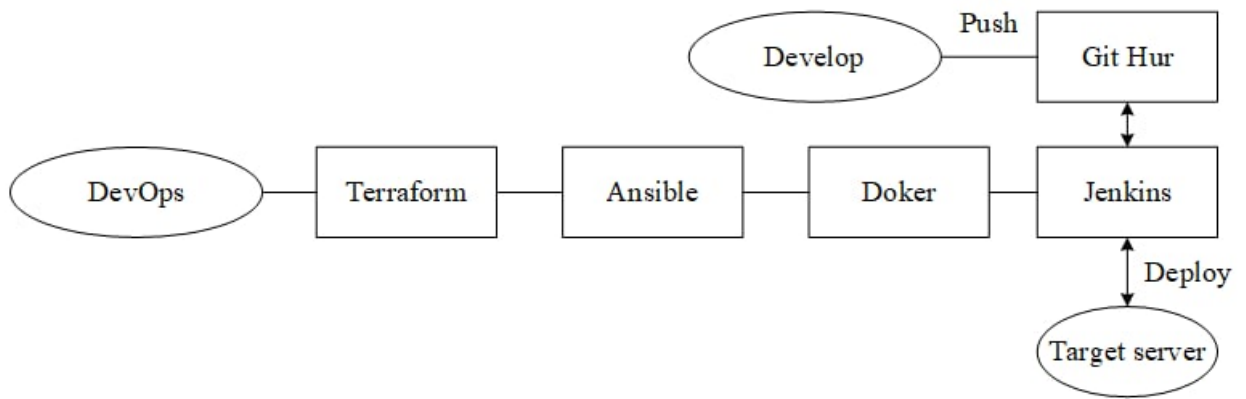 Push
Develop
Git Hur
DevOps
Terraform
Ansible
Doker
Jenkins
Deploy
Target server